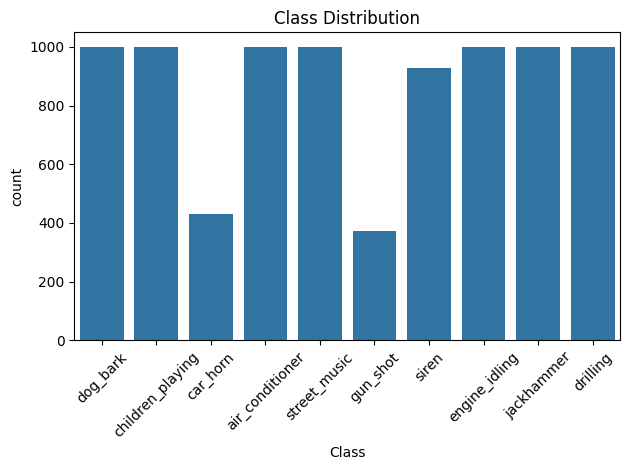 Class Distribution
count
1000
800
600
400
200
0
dog_bark
children_playing
car_horn
air_conditioner
street_music
gun_shot
siren
engine_idling
jackhammer
drilling
Class